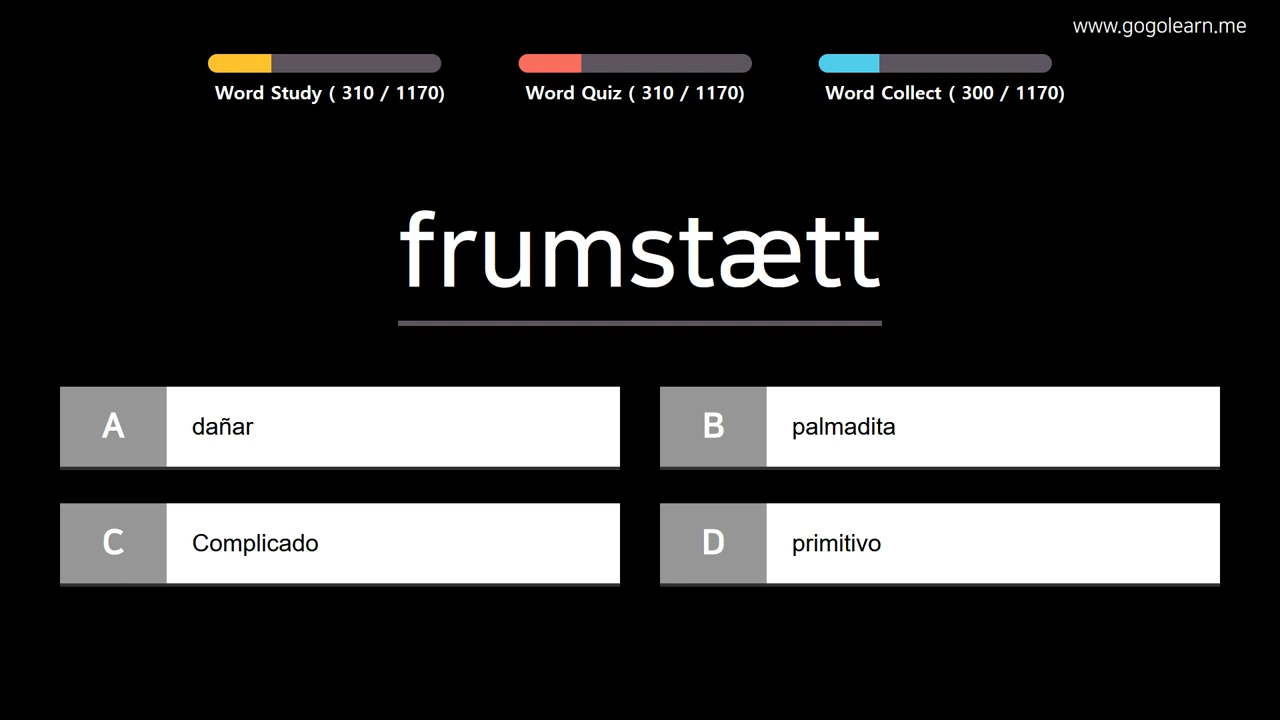 www.gogolearn.me
Word Study ( 310 / 1170)
Word Quiz ( 310 / 1170)
Word Collect ( 300 / 1170)
frumstætt
A
dañar
B
palmadita
C
Complicado
D
primitivo